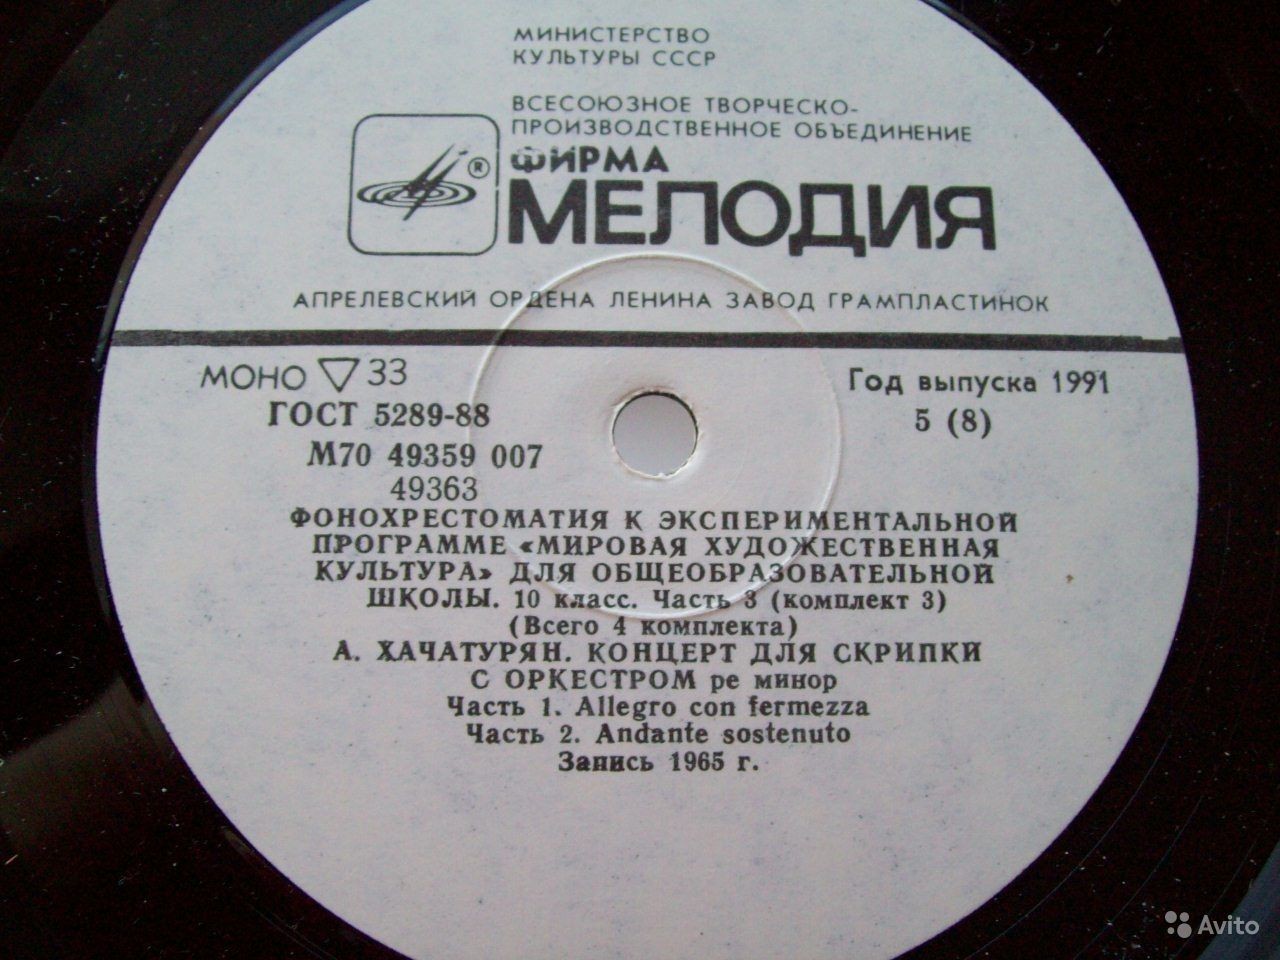 МИНИСТЕРСТВО
КУЛЬТУРЫ СССР
ВСЕСОЮЗНОЕ ТВОРЧЕСКО-
ПРОИЗВОДСТВЕННОЕ ОБЪЕДИНЕНИЕ
®
ФИРМА
МЕЛОДИЯ
АПРЕЛЕВСКИЙ ОРДЕНА ЛЕНИНА ЗАВОД ГРАМПЛАСТИНОК
МОНО ▽ 33
Год выпуска 1991
ГОСТ 5289-88
5 (8)
М70 49359 007
49363
ФОНОХРЕСТОМАТИЯ К ЭКСПЕРИМЕНТАЛЬНОЙ
ПРОГРАММЕ «МИРОВАЯ ХУДОЖЕСТВЕННАЯ
КУЛЬТУРА» ДЛЯ ОБЩЕОБРАЗОВАТЕЛЬНОЙ
ШКОЛЫ. 10 класс. Часть 3 (комплект 3)
(Всего 4 комплекта)
А. ХАЧАТУРЯН. КОНЦЕРТ ДЛЯ СКРИПКИ
С ОРКЕСТРОМ ре минор
Часть 1. Allegro con fermezza
Часть 2. Andante sostenuto
Запись 1965 г.
Avito